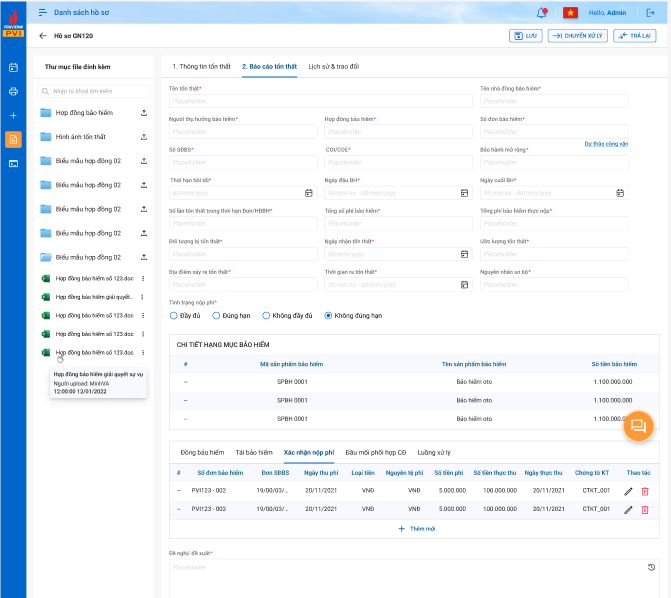 PETROVIETNAM
PVI
Danh sách hồ sơ
Hello, Admin
Hồ sơ GN120
LƯU
CHUYỂN XỬ LÝ
TRẢ LẠI
Thư mục file đính kèm
Nhập từ khoá tìm kiếm
Hợp đồng bảo hiểm
Hình ảnh tổn thất
Biểu mẫu hợp đồng 02
Biểu mẫu hợp đồng 02
Biểu mẫu hợp đồng 02
Biểu mẫu hợp đồng 02
Biểu mẫu hợp đồng 02
Hợp đồng bảo hiểm số 123.doc
Hợp đồng bảo hiểm giải quyết..
Hợp đồng bảo hiểm số 123.doc
Hợp đồng bảo hiểm số 123.doc
Hợp đồng bảo hiểm số 123.doc
Hợp đồng bảo hiểm giải quyết sự vụ
Người upload: MiniVA
12:00:00 12/01/2022
1. Thông tin tổn thất 2. Báo cáo tổn thất Lịch sử & trao đổi
Tên tổn thất* Tên nhà đồng bảo hiểm*
Placeholder Placeholder
Người thụ hưởng bảo hiểm* Hợp đồng bảo hiểm* Số đơn bảo hiểm*
Placeholder Placeholder Placeholder
Dự thảo công văn
Số SĐBS* COI/COE* Bảo hành mở rộng*
Placeholder Placeholder Placeholder
Thời hạn hồi tố* Ngày đầu BH* Ngày cuối BH*
dd/mm/yyyy hh:mm:ss - dd/mm/yyyy hh:mm:ss - dd/mm/yyyy
Số lần tổn thất trong thời hạn Đơn/HĐBH* Tổng số phí bảo hiểm* Tổng phí bảo hiểm thực nộp*
Placeholder Placeholder Placeholder
Đối tượng bị tổn thất* Ngày nhận tổn thất* Ước lượng tổn thất*
Placeholder dd/mm/yyyy Placeholder
Địa điểm xảy ra tổn thất* Thời gian ra tổn thất* Nguyên nhân sơ bộ*
Placeholder hh:mm:ss - dd/mm/yyyy Placeholder
Tình trạng nộp phí*
Đầy đủ Đúng hạn Không đầy đủ Không đúng hạn
CHI TIẾT HẠNG MỤC BẢO HIỂM
# Mã sản phẩm bảo hiểm Tên sản phẩm bảo hiểm Số tiền bảo hiểm
-- SPBH 0001 Bảo hiểm oto 1.100.000.000
-- SPBH 0001 Bảo hiểm oto 1.100.000.000
-- SPBH 0001 Bảo hiểm oto 1.100.000.
Đồng bảo hiểm Tái bảo hiểm Xác nhận nộp phí Đầu mối phối hợp CĐ Luồng xử lý
# Số đơn bảo hiểm Đơn SĐBS Ngày thu phí Loại tiền Nguyên tệ phí Số tiền phí Số tiền thực thu Ngày thực thu Chứng từ KT Thao tác
-- PVI123 - 002 19/00/03/... 20/11/2021 VNĐ VNĐ 5.000.000 100.000.000 20/11/2021 CTKT_001
-- PVI123 - 002 19/00/03/... 20/11/2021 VNĐ VNĐ 5.000.000 100.000.000 20/11/2021 CTKT_001
Thêm mới
Đề nghị/ đề xuất*
Placeholder